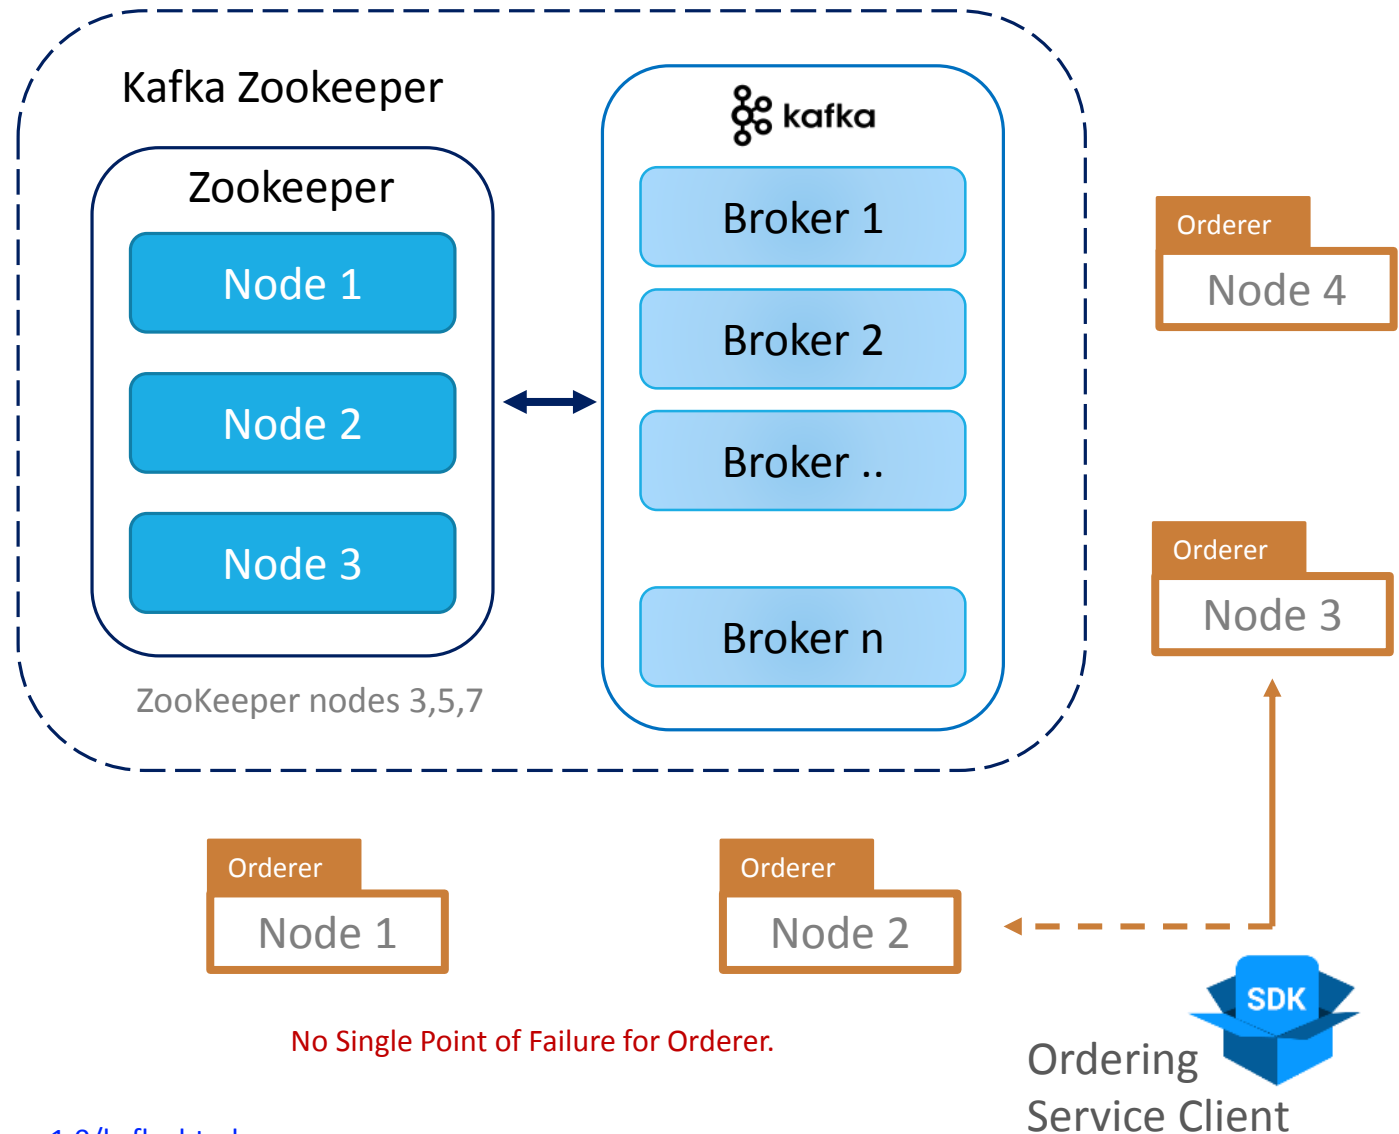 Kafka Zookeeper
Zookeeper
Node 1
Node 2
Node 3
ZooKeeper nodes 3,5,7
kafka
Broker 1
Broker 2
Broker ..
Broker n
Orderer
Node 4
Orderer
Node 3
Orderer
Node 1
Orderer
Node 2
SDK
Ordering
Service Client
No Single Point of Failure for Orderer.